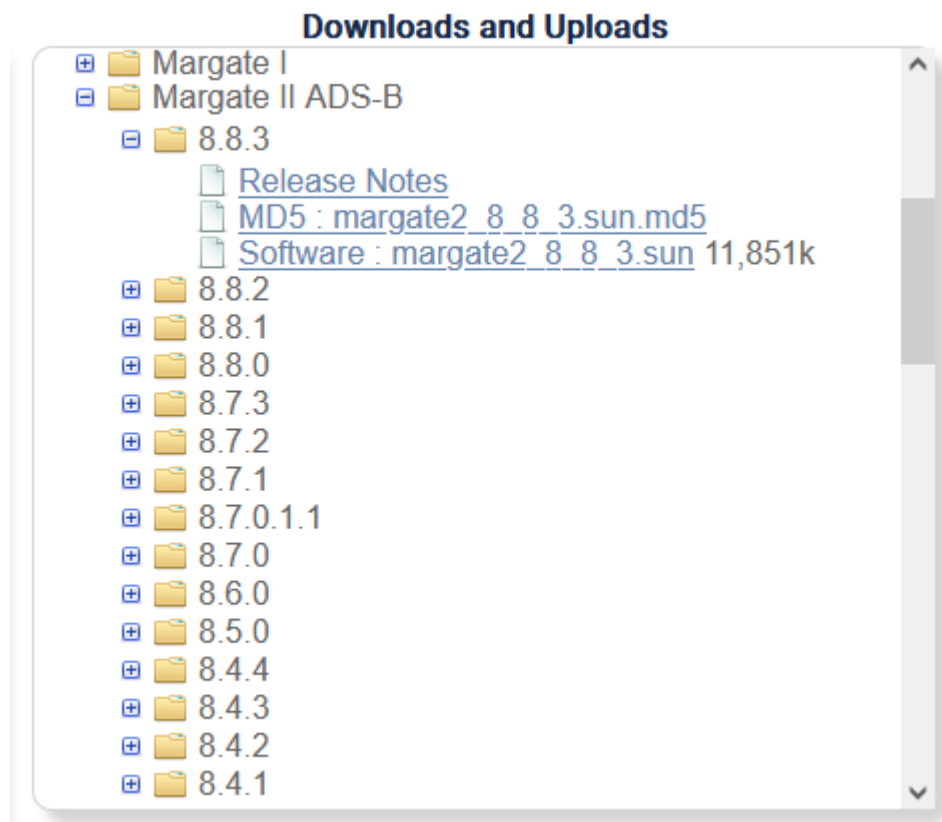 Downloads and Uploads
Margate I
Margate II ADS-B
8.8.3
Release Notes
MD5 : margate2_8_8_3.sun.md5
Software : margate2_8_8_3.sun 11,851k
8.8.2
8.8.1
8.8.0
8.7.3
8.7.2
8.7.1
8.7.0.1.1
8.7.0
8.6.0
8.5.0
8.4.4
8.4.3
8.4.2
8.4.1